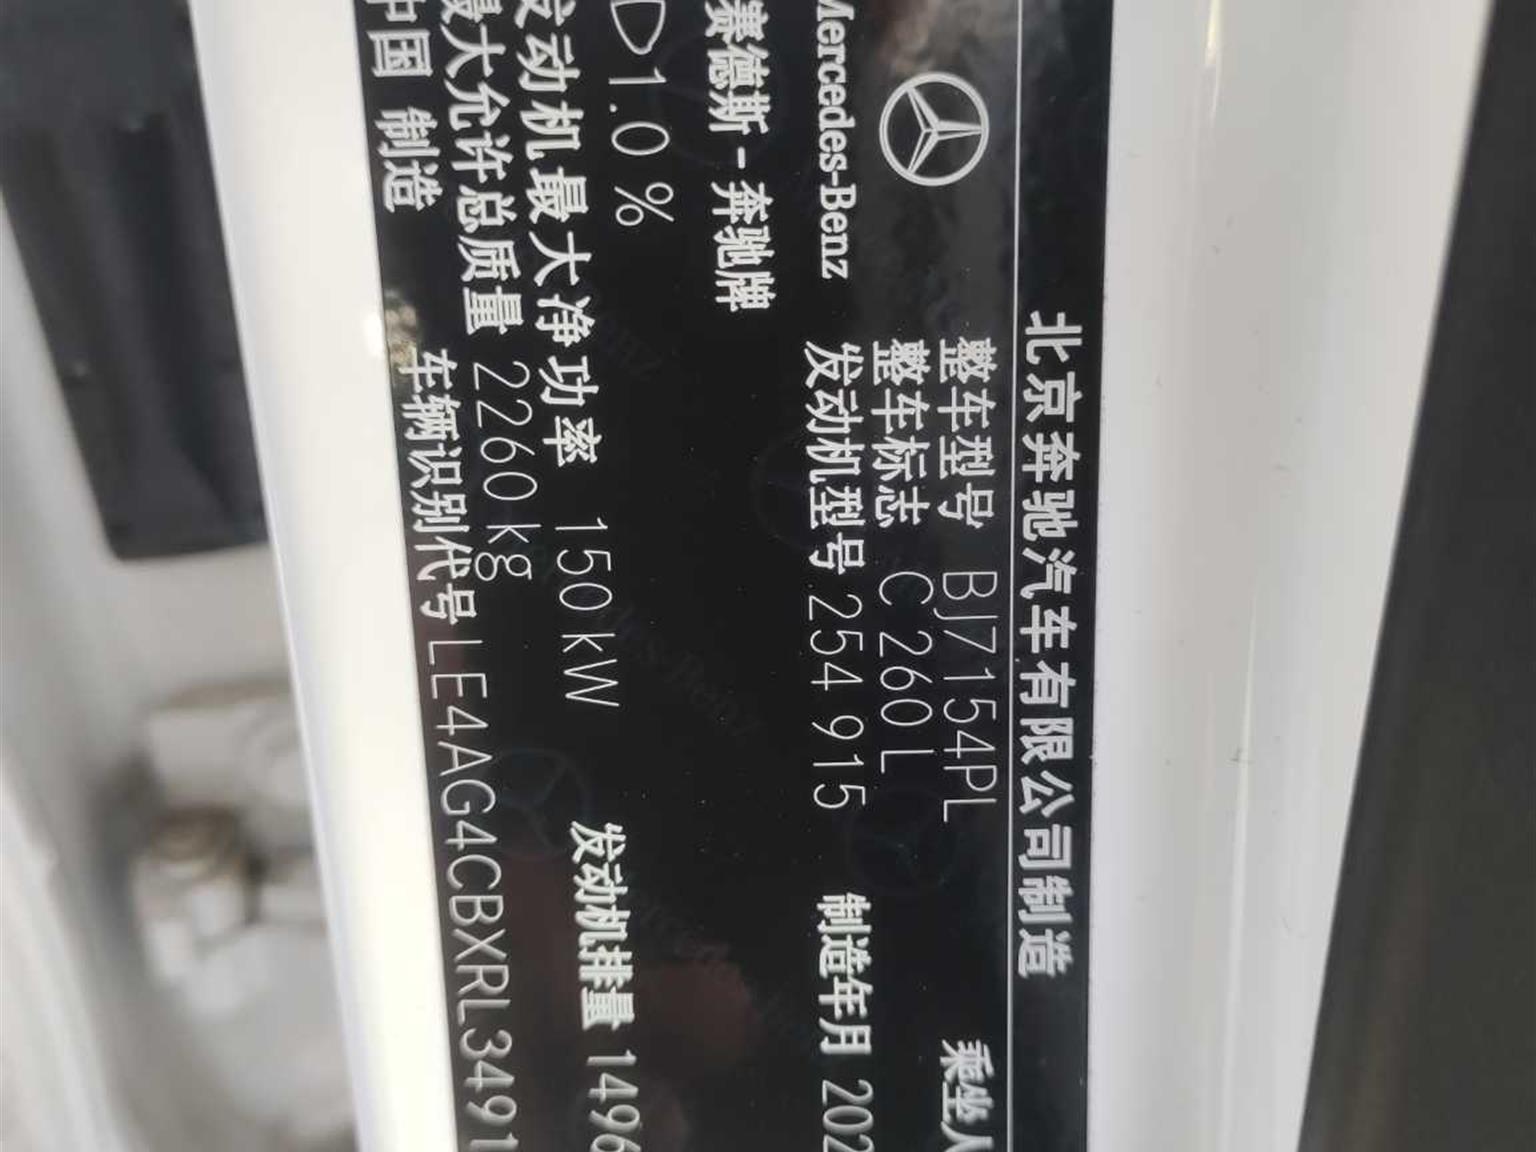 北京奔驰汽车有限公司制造
Mercedes-Benz
赛德斯-奔驰牌
整车型号 BJ7154PL
乘坐人
整车标志 C 260 L
发动机型号 254 915
制造年月 202
D1.0 %
发动机最大净功率 150 kW
发动机排量 1496
最大允许总质量 2260 kg
中国 制造
车辆识别代号 LE4AG4CBXRL3491